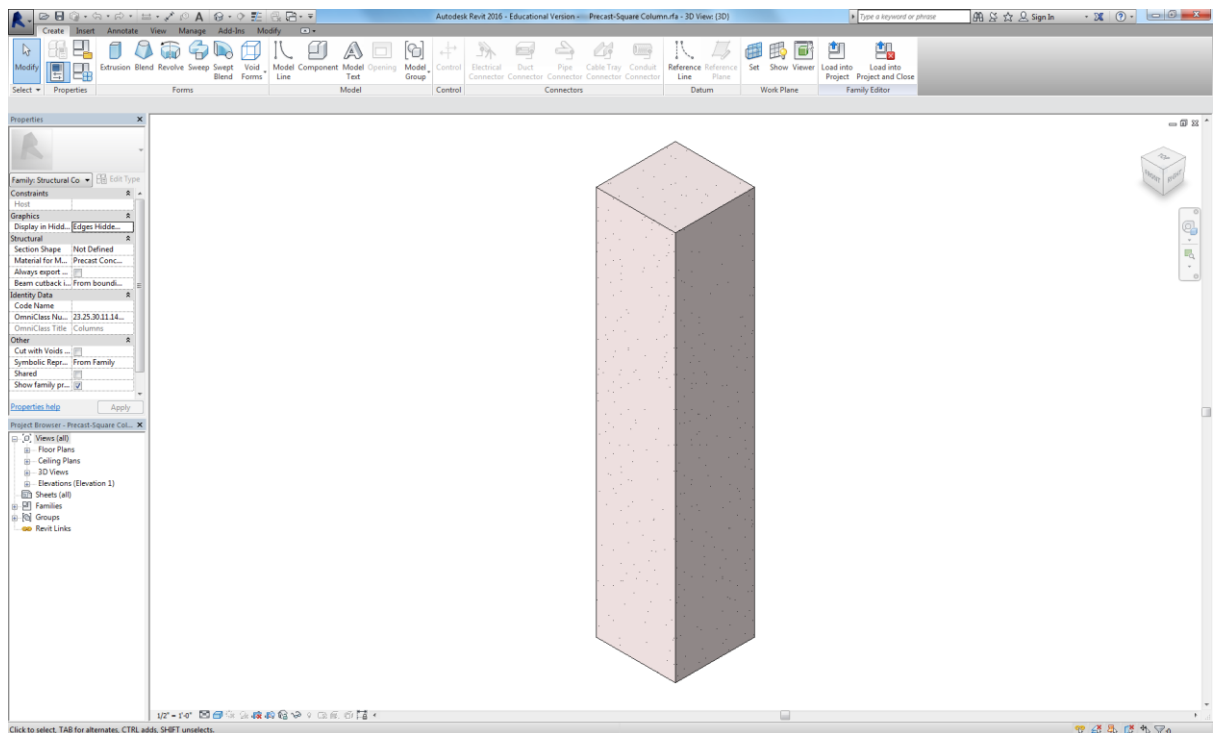 Autodesk Revit 2016 - Educational Version - Precast-Square Column.rfa - 3D View: {3D}
Type a keyword or phrase
Sign In
Create Insert Annotate View Manage Add-Ins Modify
Modify Extrusion Blend Revolve Sweep Swept Blend Void Forms Model Line Component Model Text Opening Model Group Control Electrical Connector Duct Connector Pipe Connector Cable Tray Connector Conduit Connector Reference Line Reference Plane Set Show Viewer Load into Project Load into Project and Close
Select Properties Forms Model Control Connectors Datum Work Plane Family Editor
Properties
TOP
FRONT RIGHT
Family: Structural Co Edit Type
Constraints
Host
Graphics
Display in Hidd... Edges Hidde...
Structural
Section Shape Not Defined
Material for M... Precast Conc...
Always export ...
Beam cutback i... From boundi...
Identity Data
Code Name
OmniClass Nu... 23.25.30.11.14...
OmniClass Title Columns
Other
Cut with Voids ...
Symbolic Repr... From Family
Shared
Show family pr...
Properties help Apply
Project Browser - Precast-Square Col...
Views (all)
Floor Plans
Ceiling Plans
3D Views
Elevations (Elevation 1)
Sheets (all)
Families
Groups
Revit Links
1/2" = 1'-0"
Click to select, TAB for alternates, CTRL adds, SHIFT unselects.
:0